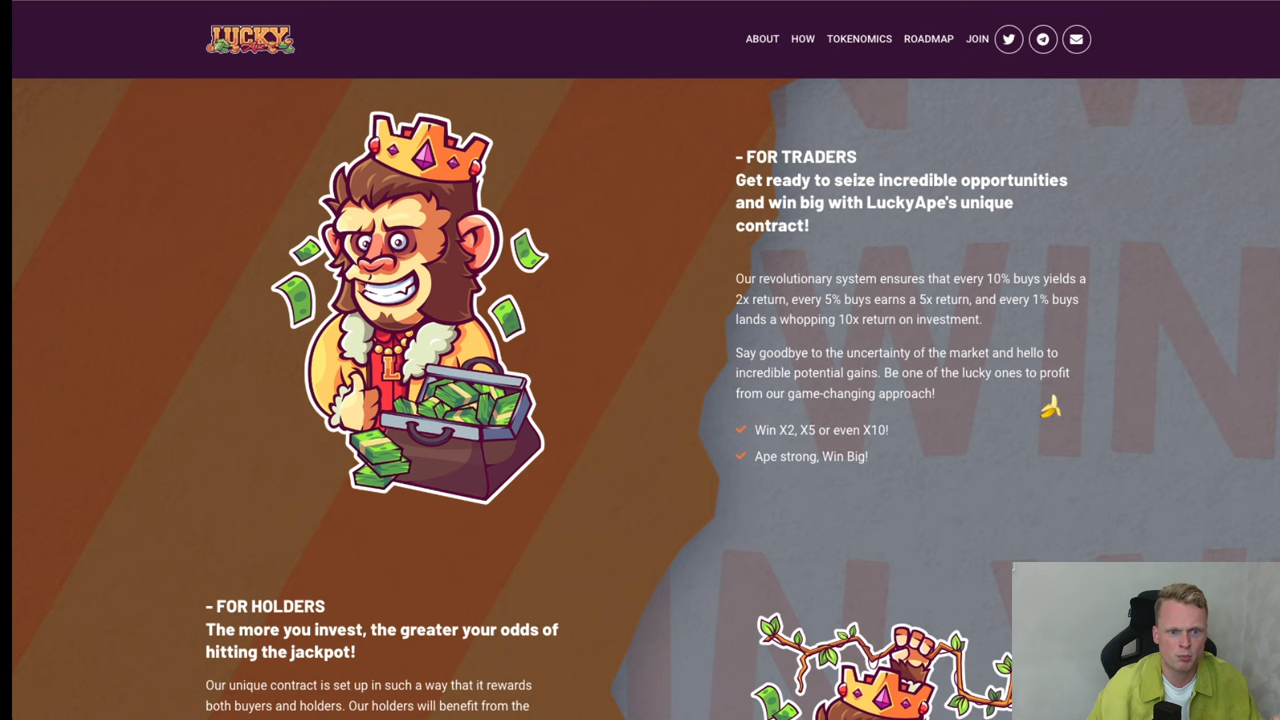 LUCKY
Ape
ABOUT HOW TOKENOMICS ROADMAP JOIN
- FOR TRADERS
Get ready to seize incredible opportunities
and win big with LuckyApe's unique
contract!
Our revolutionary system ensures that every 10% buys yields a
2x return, every 5% buys earns a 5x return, and every 1% buys
lands a whopping 10x return on investment.
Say goodbye to the uncertainty of the market and hello to
incredible potential gains. Be one of the lucky ones to profit
from our game-changing approach!
Win X2, X5 or even X10!
Ape strong, Win Big!
WIN
L
- FOR HOLDERS
The more you invest, the greater your odds of
hitting the jackpot!
Our unique contract is set up in such a way that it rewards
both buyers and holders. Our holders will benefit from the